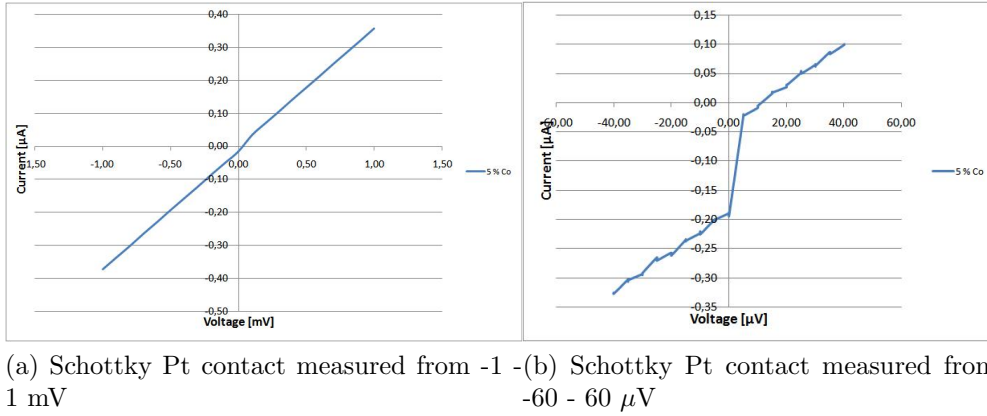 0,40
0,30
0,20
0,10
0,00
-0,10
-0,20
-0,30
-0,40
-0,50
-1,50 -1,00 -0,50 0,00 0,50 1,00 1,50
Current [µA]
Voltage [mV]
5 % Co
0,15
0,10
0,05
0,00
-0,05
-0,10
-0,15
-0,20
-0,25
-0,30
-0,35
-40,00 -20,00 0,00 20,00 40,00 60,00
Current [µA]
Voltage [µV]
5 % Co
(a) Schottky Pt contact measured from -1 -
1 mV
(b) Schottky Pt contact measured from
-60 - 60 µV